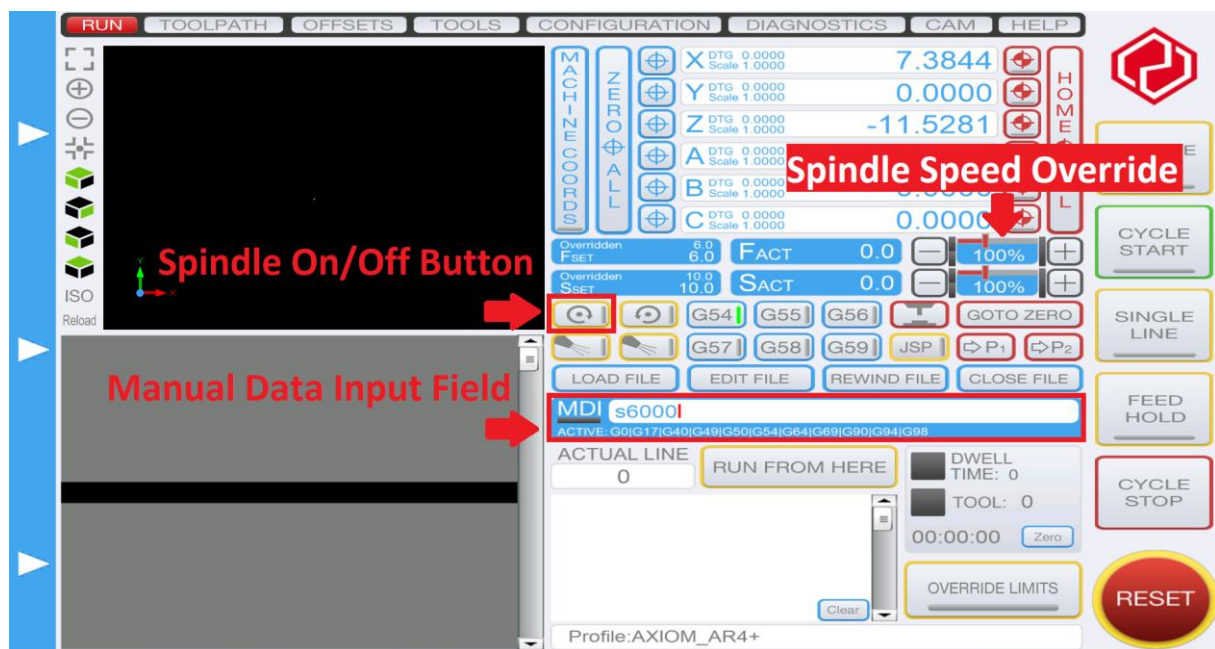 RUN TOOLPATH OFFSETS TOOLS CONFIGURATION DIAGNOSTICS CAM HELP
ISO
Reload
MACHINE COORDS
ZERO ALL
X DTG 0.0000 Scale 1.0000 7.3844
Y DTG 0.0000 Scale 1.0000 0.0000
Z DTG 0.0000 Scale 1.0000 -11.5281
A DTG 0.0000 Scale 1.0000
B DTG 0.0000 Scale 1.0000
C DTG 0.0000 Scale 1.0000 0.0000
Spindle Speed Override
Spindle On/Off Button
Manual Data Input Field
Overridden 6.0
FSET 6.0 FACT 0.0 100%
Overridden 10.0
SSET 10.0 SACT 0.0 100%
G54 G55 G56 GOTO ZERO
G57 G58 G59 JSP P1 P2
LOAD FILE EDIT FILE REWIND FILE CLOSE FILE
MDI s6000
ACTIVE: G0|G17|G40|G49|G50|G54|G64|G69|G90|G94|G98
ACTUAL LINE
0
RUN FROM HERE
DWELL
TIME: 0
TOOL: 0
00:00:00 Zero
Clear
OVERRIDE LIMITS
Profile:AXIOM_AR4+
CYCLE
START
SINGLE
LINE
FEED
HOLD
CYCLE
STOP
RESET